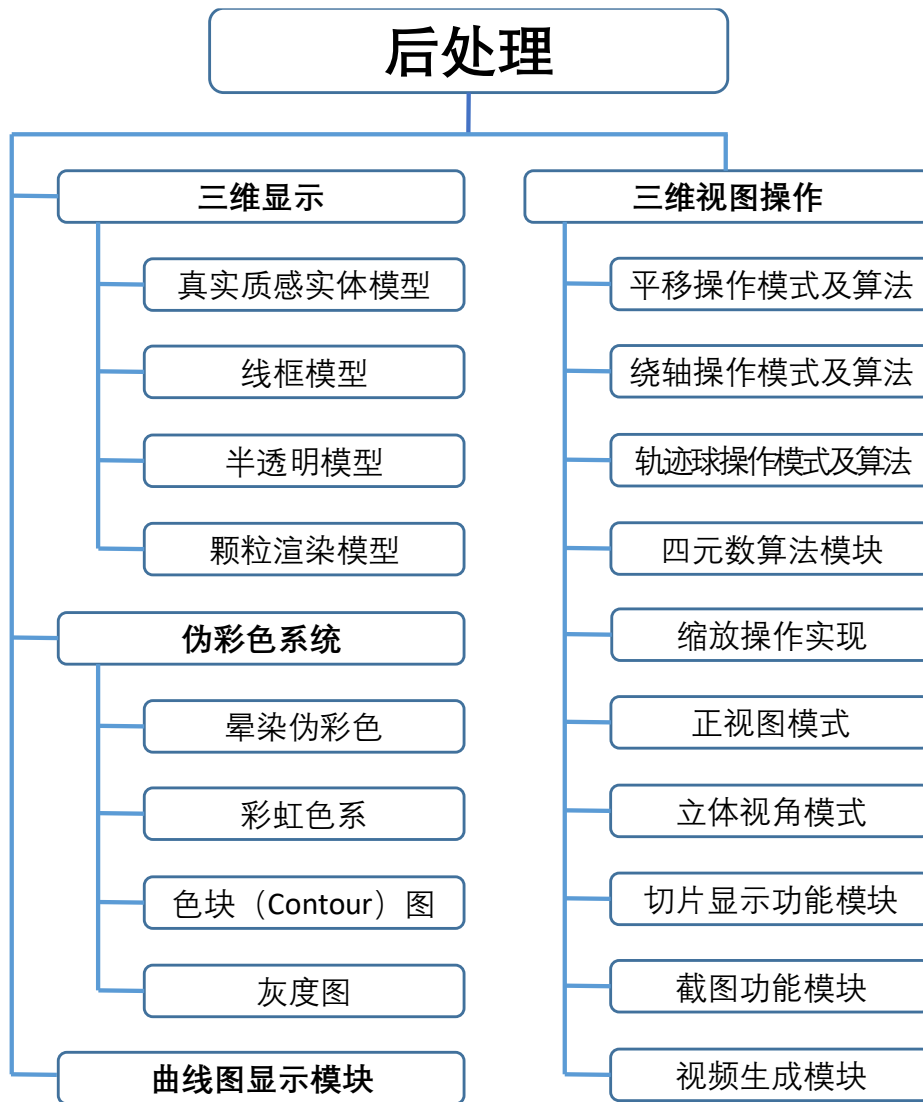 后处理
三维显示
真实质感实体模型
线框模型
半透明模型
颗粒渲染模型
伪彩色系统
晕染伪彩色
彩虹色系
色块（Contour）图
灰度图
曲线图显示模块
三维视图操作
平移操作模式及算法
绕轴操作模式及算法
轨迹球操作模式及算法
四元数算法模块
缩放操作实现
正视图模式
立体视角模式
切片显示功能模块
截图功能模块
视频生成模块